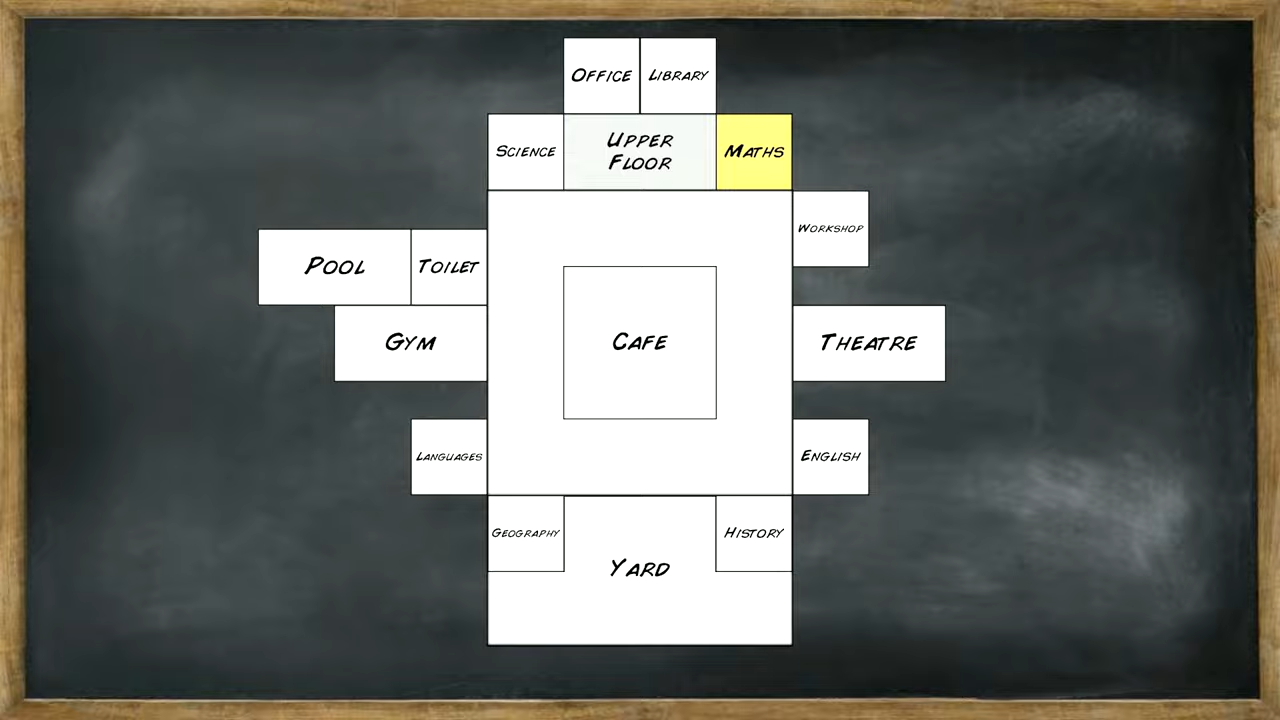 Office
Library
Science
Upper
Floor
Maths
Workshop
Pool
Toilet
Gym
Cafe
Theatre
Languages
English
Geography
History
Yard